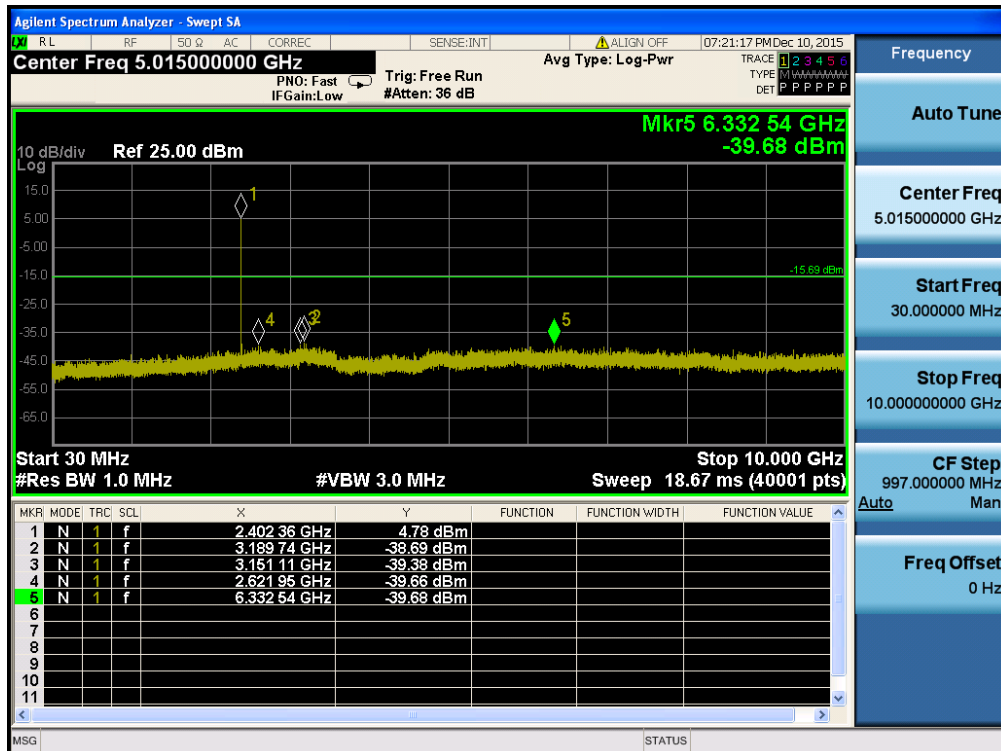 Agilent Spectrum Analyzer - Swept SA
LXI RL RF 50 Ω AC CORREC SENSE:INT ALIGN OFF 07:21:17 PM Dec 10, 2015
Center Freq 5.015000000 GHz
PNO: Fast
IFGain:Low
Trig: Free Run
#Atten: 36 dB
Avg Type: Log-Pwr
TRACE 1 2 3 4 5 6
TYPE M WWWWW
DET P P P P P P
Mkr5 6.332 54 GHz
-39.68 dBm
10 dB/div Ref 25.00 dBm
Log
15.0
5.00
-5.00
-15.0
-25.0
-35.0
-45.0
-55.0
-65.0
-15.69 dBm
1
4
3
2
5
Start 30 MHz
Stop 10.000 GHz
#Res BW 1.0 MHz #VBW 3.0 MHz Sweep 18.67 ms (40001 pts)
MKR MODE TRC SCL X Y FUNCTION FUNCTION WIDTH FUNCTION VALUE
1 N 1 f 2.402 36 GHz 4.78 dBm
2 N 1 f 3.189 74 GHz -38.69 dBm
3 N 1 f 3.151 11 GHz -39.38 dBm
4 N 1 f 2.621 95 GHz -39.66 dBm
5 N 1 f 6.332 54 GHz -39.68 dBm
6
7
8
9
10
11
MSG STATUS
Frequency
Auto Tune
Center Freq
5.015000000 GHz
Start Freq
30.000000 MHz
Stop Freq
10.000000000 GHz
CF Step
997.000000 MHz
Auto Man
Freq Offset
0 Hz